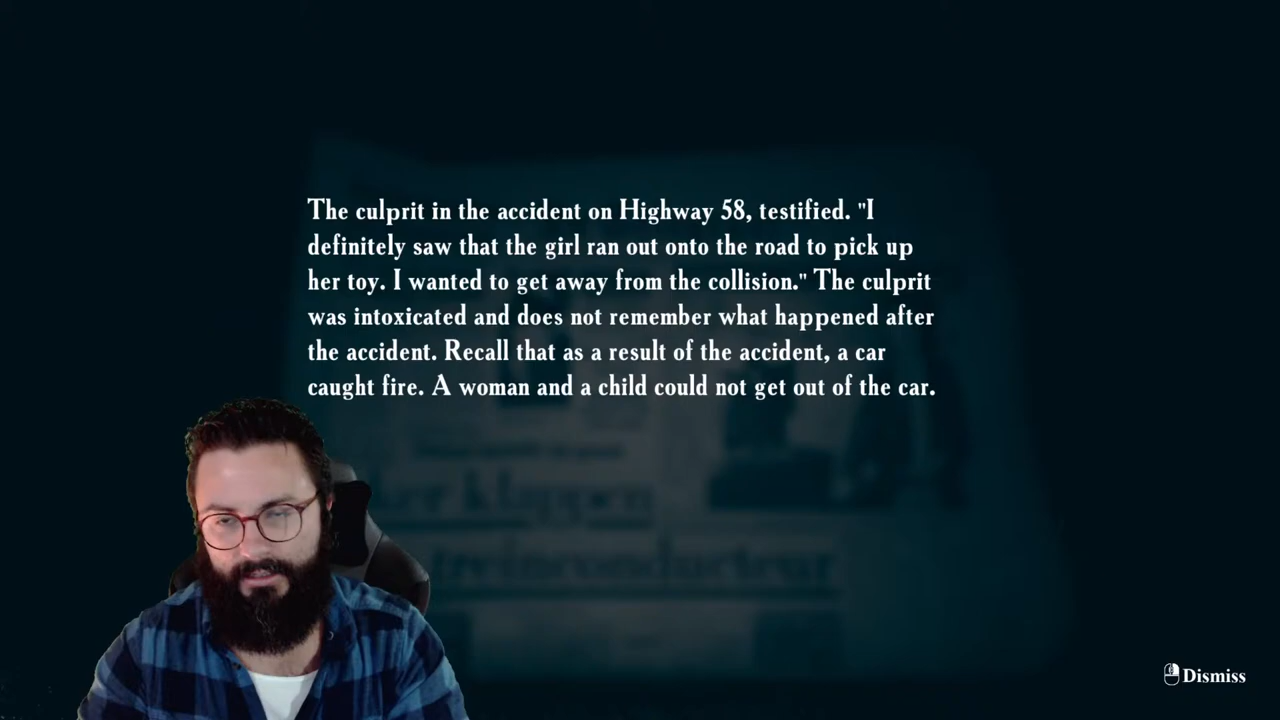 The culprit in the accident on Highway 58, testified. "I
definitely saw that the girl ran out onto the road to pick up
her toy. I wanted to get away from the collision." The culprit
was intoxicated and does not remember what happened after
the accident. Recall that as a result of the accident, a car
caught fire. A woman and a child could not get out of the car.
klappen
treinconducteur
Dismiss